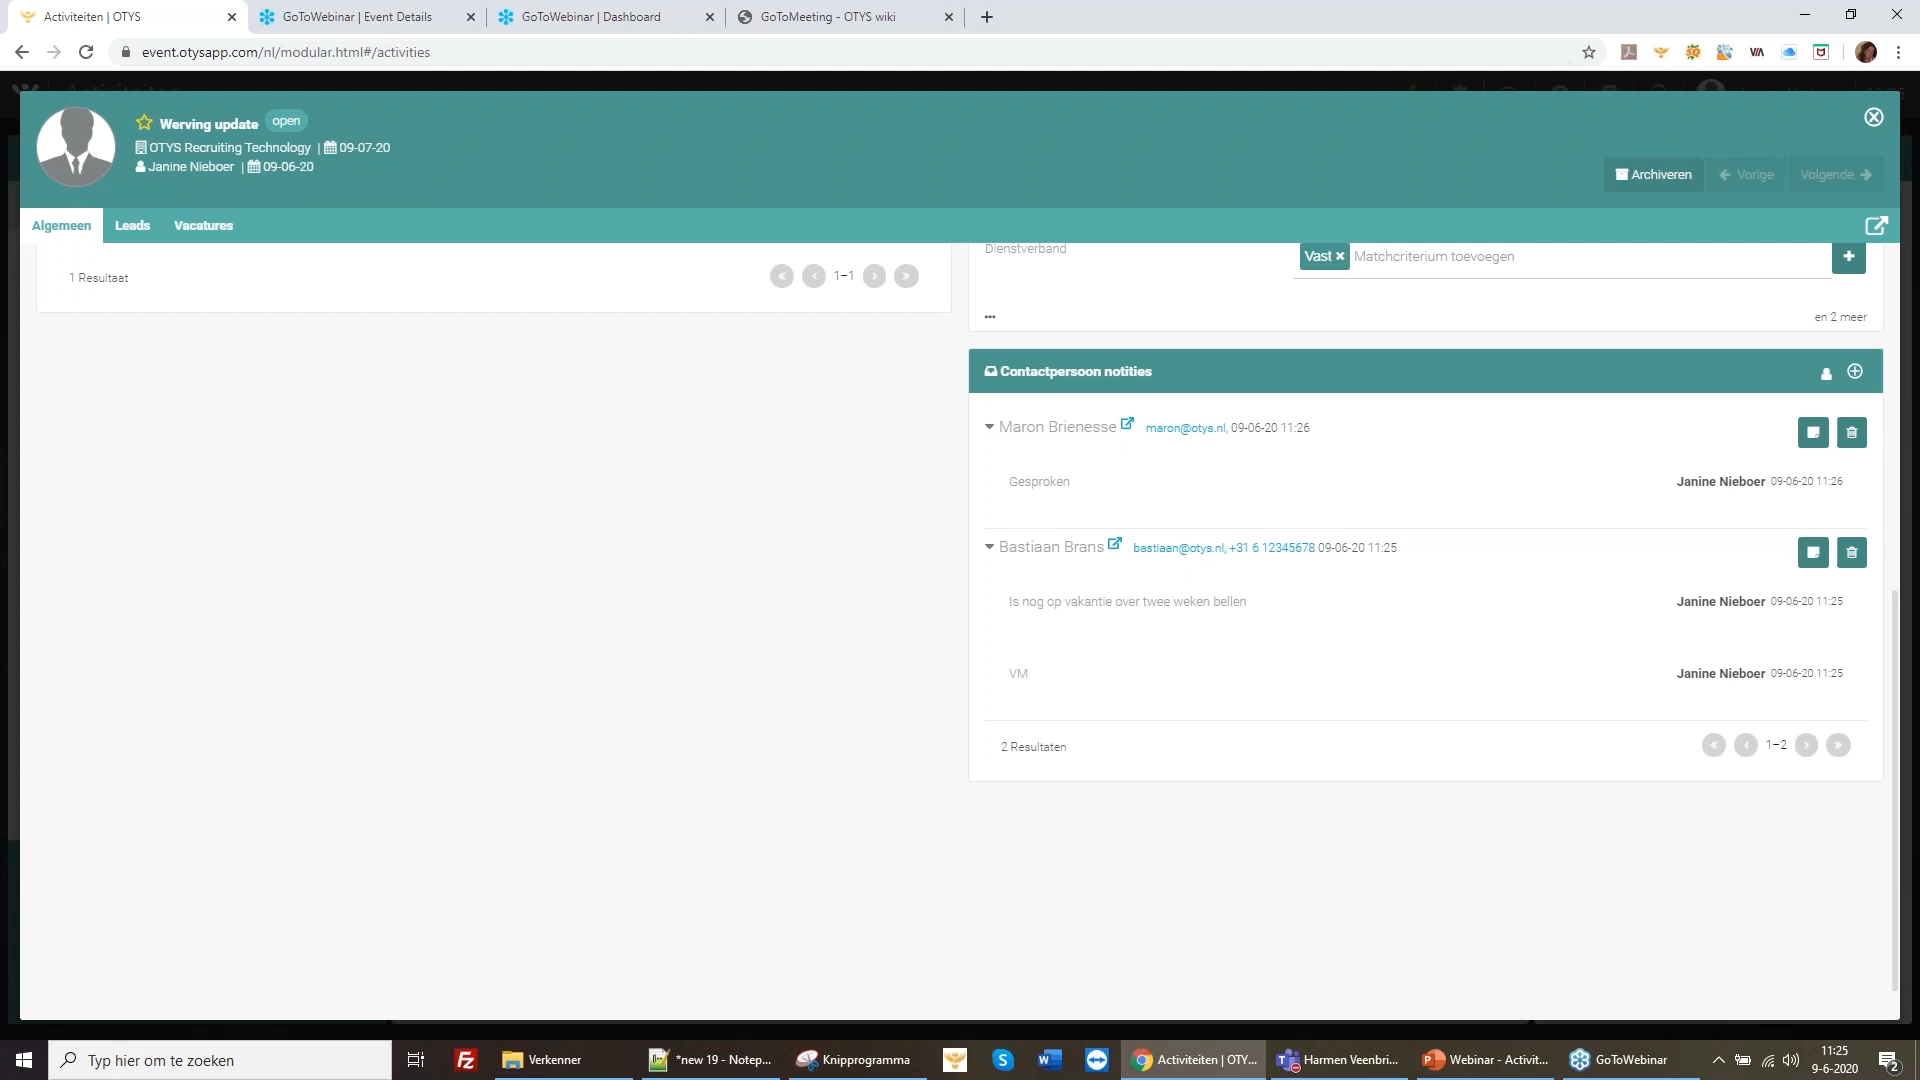 Activiteiten | OTYS
GoToWebinar | Event Details
GoToWebinar | Dashboard
GoToMeeting - OTYS wiki
event.otysapp.com/nl/modular.html#/activities
Werving update open
OTYS Recruiting Technology | 09-07-20
Janine Nieboer | 09-06-20
Archiveren
Vorige
Volgende
Algemeen
Leads
Vacatures
1 Resultaat
1–1
Dienstverband
Vast
Matchcriterium toevoegen
...
en 2 meer
Contactpersoon notities
Maron Brienesse maron@otys.nl, 09-06-20 11:26
Gesproken
Janine Nieboer 09-06-20 11:26
Bastiaan Brans bastiaan@otys.nl, +31 6 12345678 09-06-20 11:25
Is nog op vakantie over twee weken bellen
Janine Nieboer 09-06-20 11:25
VM
Janine Nieboer 09-06-20 11:25
2 Resultaten
1–2
Typ hier om te zoeken
Verkenner
*new 19 - Notep...
Knipprogramma
Activiteiten | OTY...
Harmen Veenbri...
Webinar - Activit...
GoToWebinar
11:25
9-6-2020
2